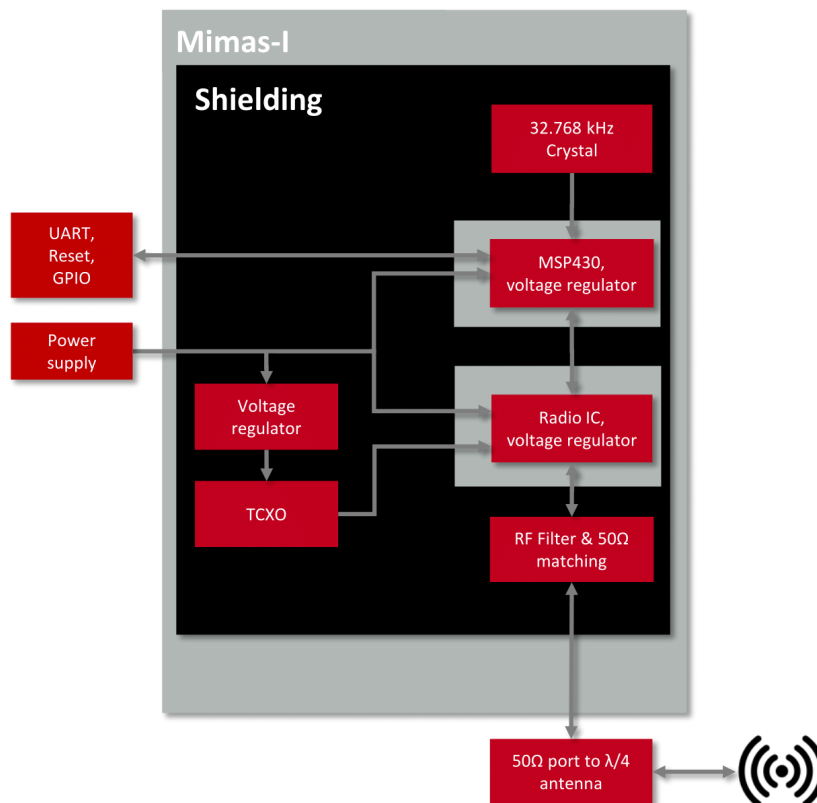 Mimas-I
Shielding
32.768 kHz
Crystal
UART,
Reset,
GPIO
MSP430,
voltage regulator
Power
supply
Voltage
regulator
Radio IC,
voltage regulator
TCXO
RF Filter & 50Ω
matching
50Ω port to λ/4
antenna